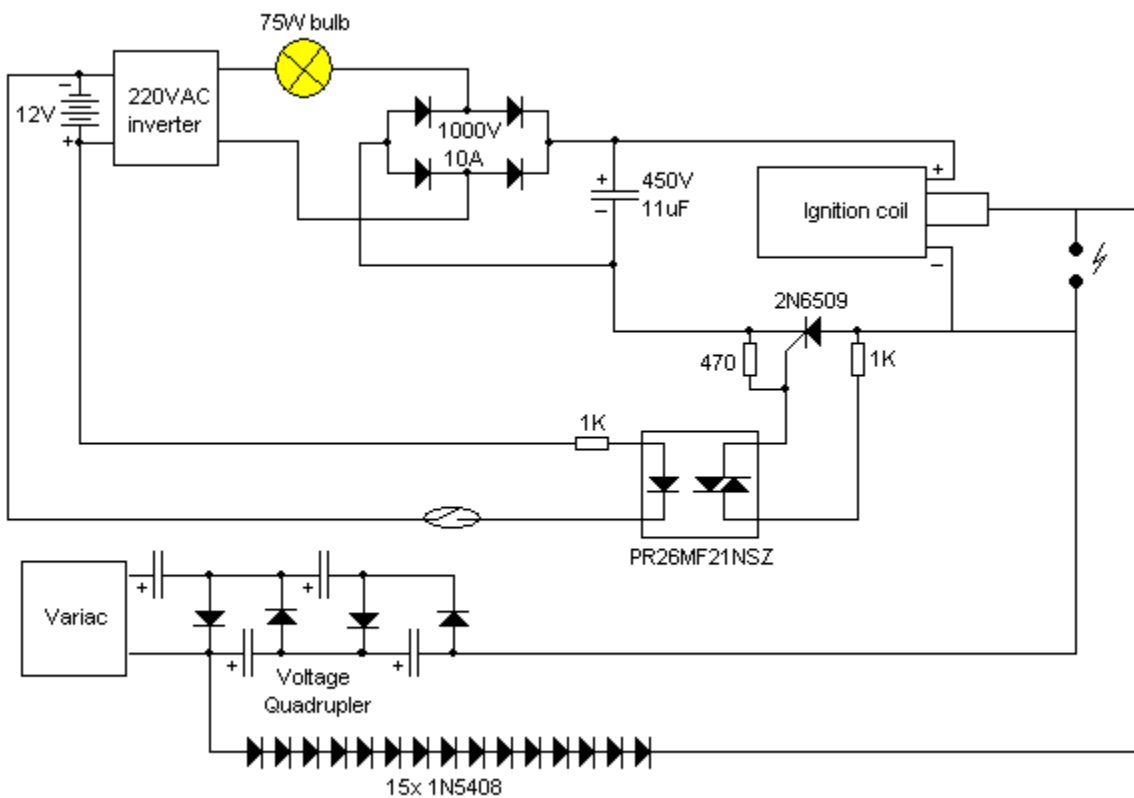 75W bulb
12V
−
+
220VAC
inverter
1000V
10A
+
−
450V
11uF
Ignition coil
+
−
2N6509
470
1K
1K
PR26MF21NSZ
Variac
+
+
+
+
Voltage
Quadrupler
15x 1N5408